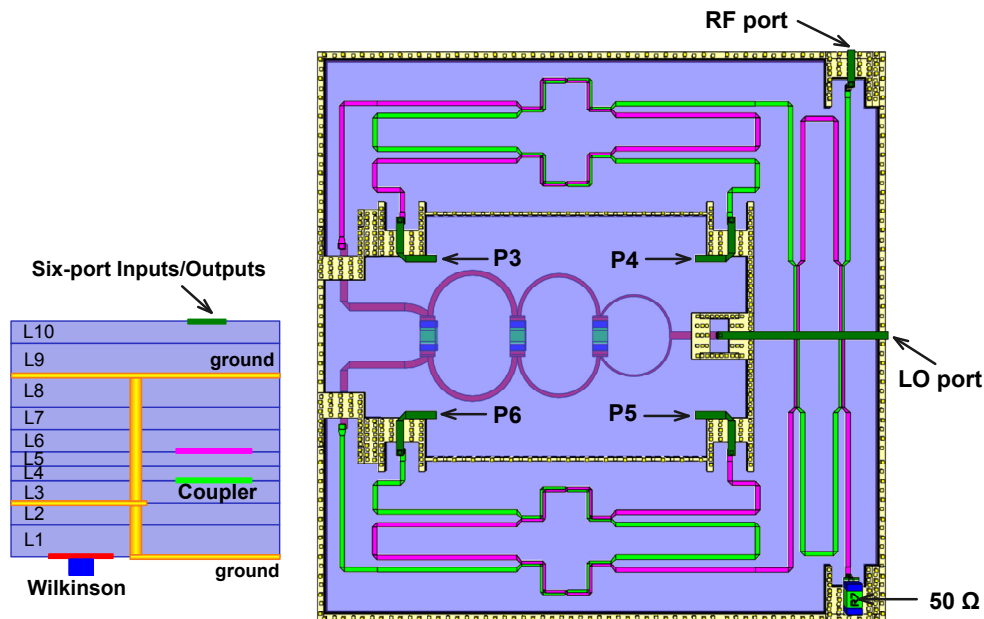 RF port
P3
P4
Six-port Inputs/Outputs
L10
L9
ground
L8
L7
L6
L5
L4
Coupler
L3
L2
L1
ground
Wilkinson
LO port
P6
P5
R7
50 Ω